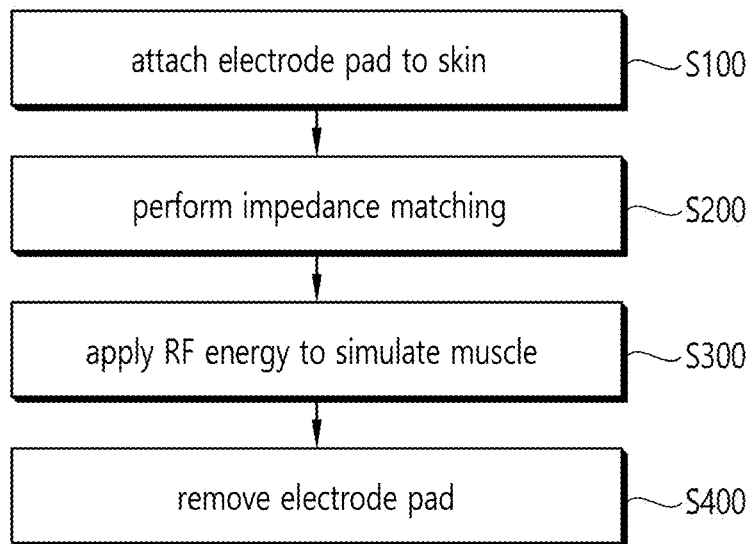 attach electrode pad to skin
S100
perform impedance matching
S200
apply RF energy to simulate muscle
S300
remove electrode pad
S400